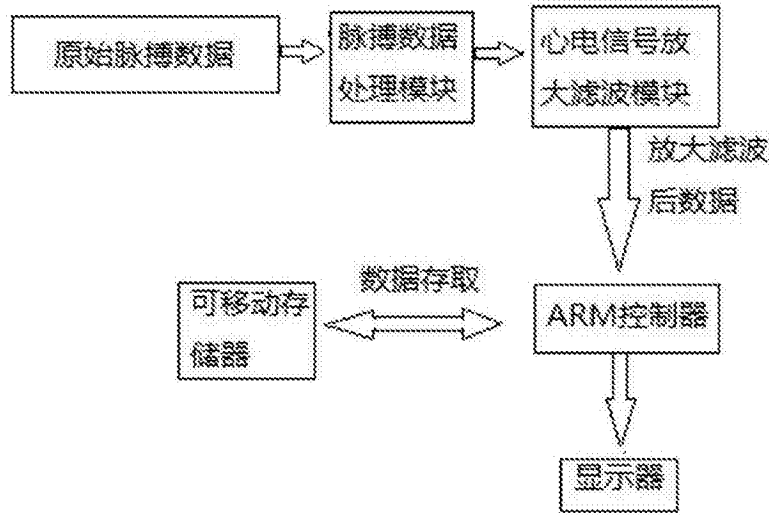 原始脉搏数据
脉搏数据
处理模块
心电信号放
大滤波模块
放大滤波
后数据
数据存取
可移动存
储器
ARM控制器
显示器